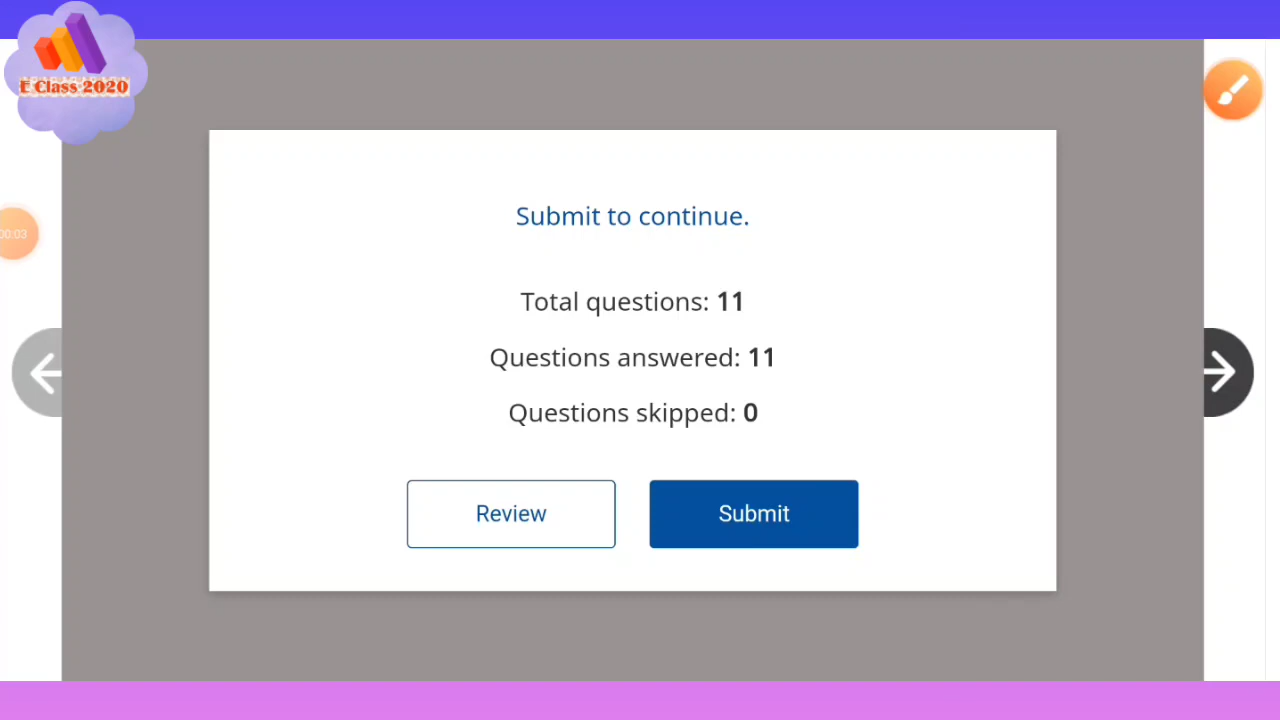 E Class 2020
00:03
Submit to continue.
Total questions: 11
Questions answered: 11
Questions skipped: 0
Review
Submit